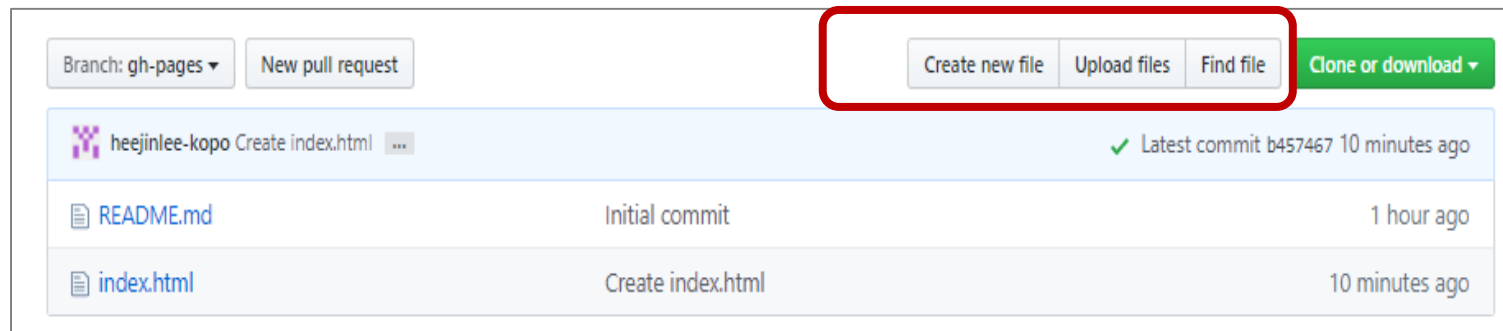 Branch: gh-pages New pull request Create new file Upload files Find file Clone or download
heejinlee-kopo Create index.html ... Latest commit b457467 10 minutes ago
README.md Initial commit 1 hour ago
index.html Create index.html 10 minutes ago